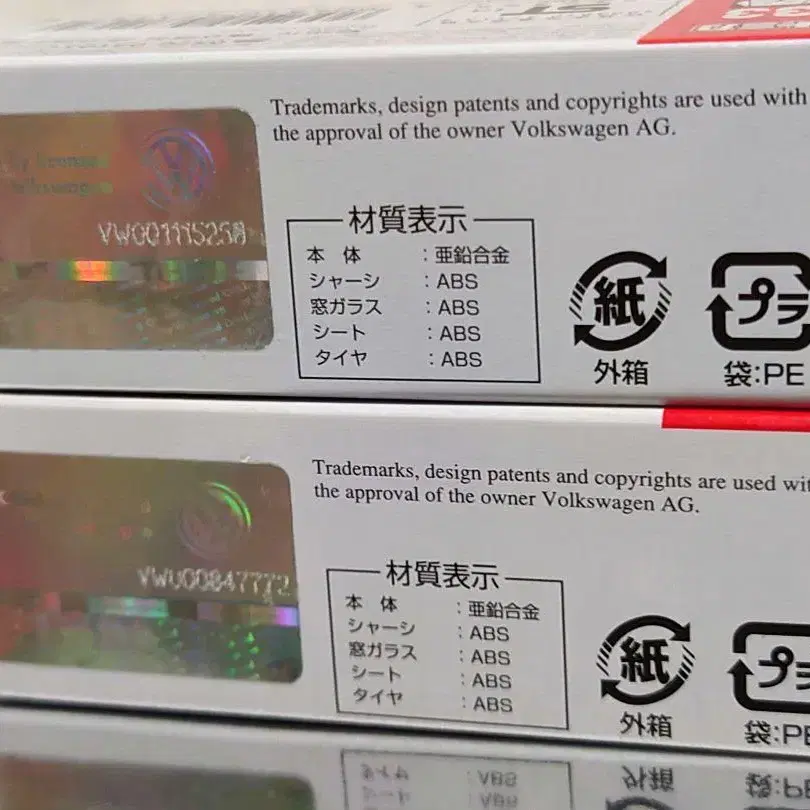 Trademarks, design patents and copyrights are used with
the approval of the owner Volkswagen AG.
材質表示
本 体 : 亜鉛合金
シャーシ : ABS
窓ガラス : ABS
シート : ABS
タイヤ : ABS
紙
外箱
プラ
袋:PE
Trademarks, design patents and copyrights are used
the approval of the owner Volkswagen AG.
VWU00847772
材質表示
本 体 : 亜鉛合金
シャーシ : ABS
窓ガラス : ABS
シート : ABS
タイヤ : ABS
紙
外箱
プラ
袋:PE